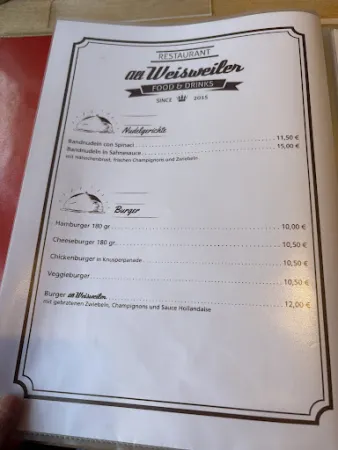 RESTAURANT
Alt Weisweiler
FOOD & DRINKS
SINCE 2015
Nudelgerichte
Bandnudeln con Spinaci 11,50 €
Bandnudeln in Sahnesauce 15,00 €
mit Hähnchenbrust, frischen Champignons und Zwiebeln
Burger
Hamburger 180 gr 10,00 €
Cheeseburger 180 gr 10,50 €
Chickenburger in Knusperpanade 10,50 €
Veggieburger 10,50 €
Burger Alt Weisweiler 12,00 €
mit gebratenen Zwiebeln, Champignons und Sauce Hollandaise